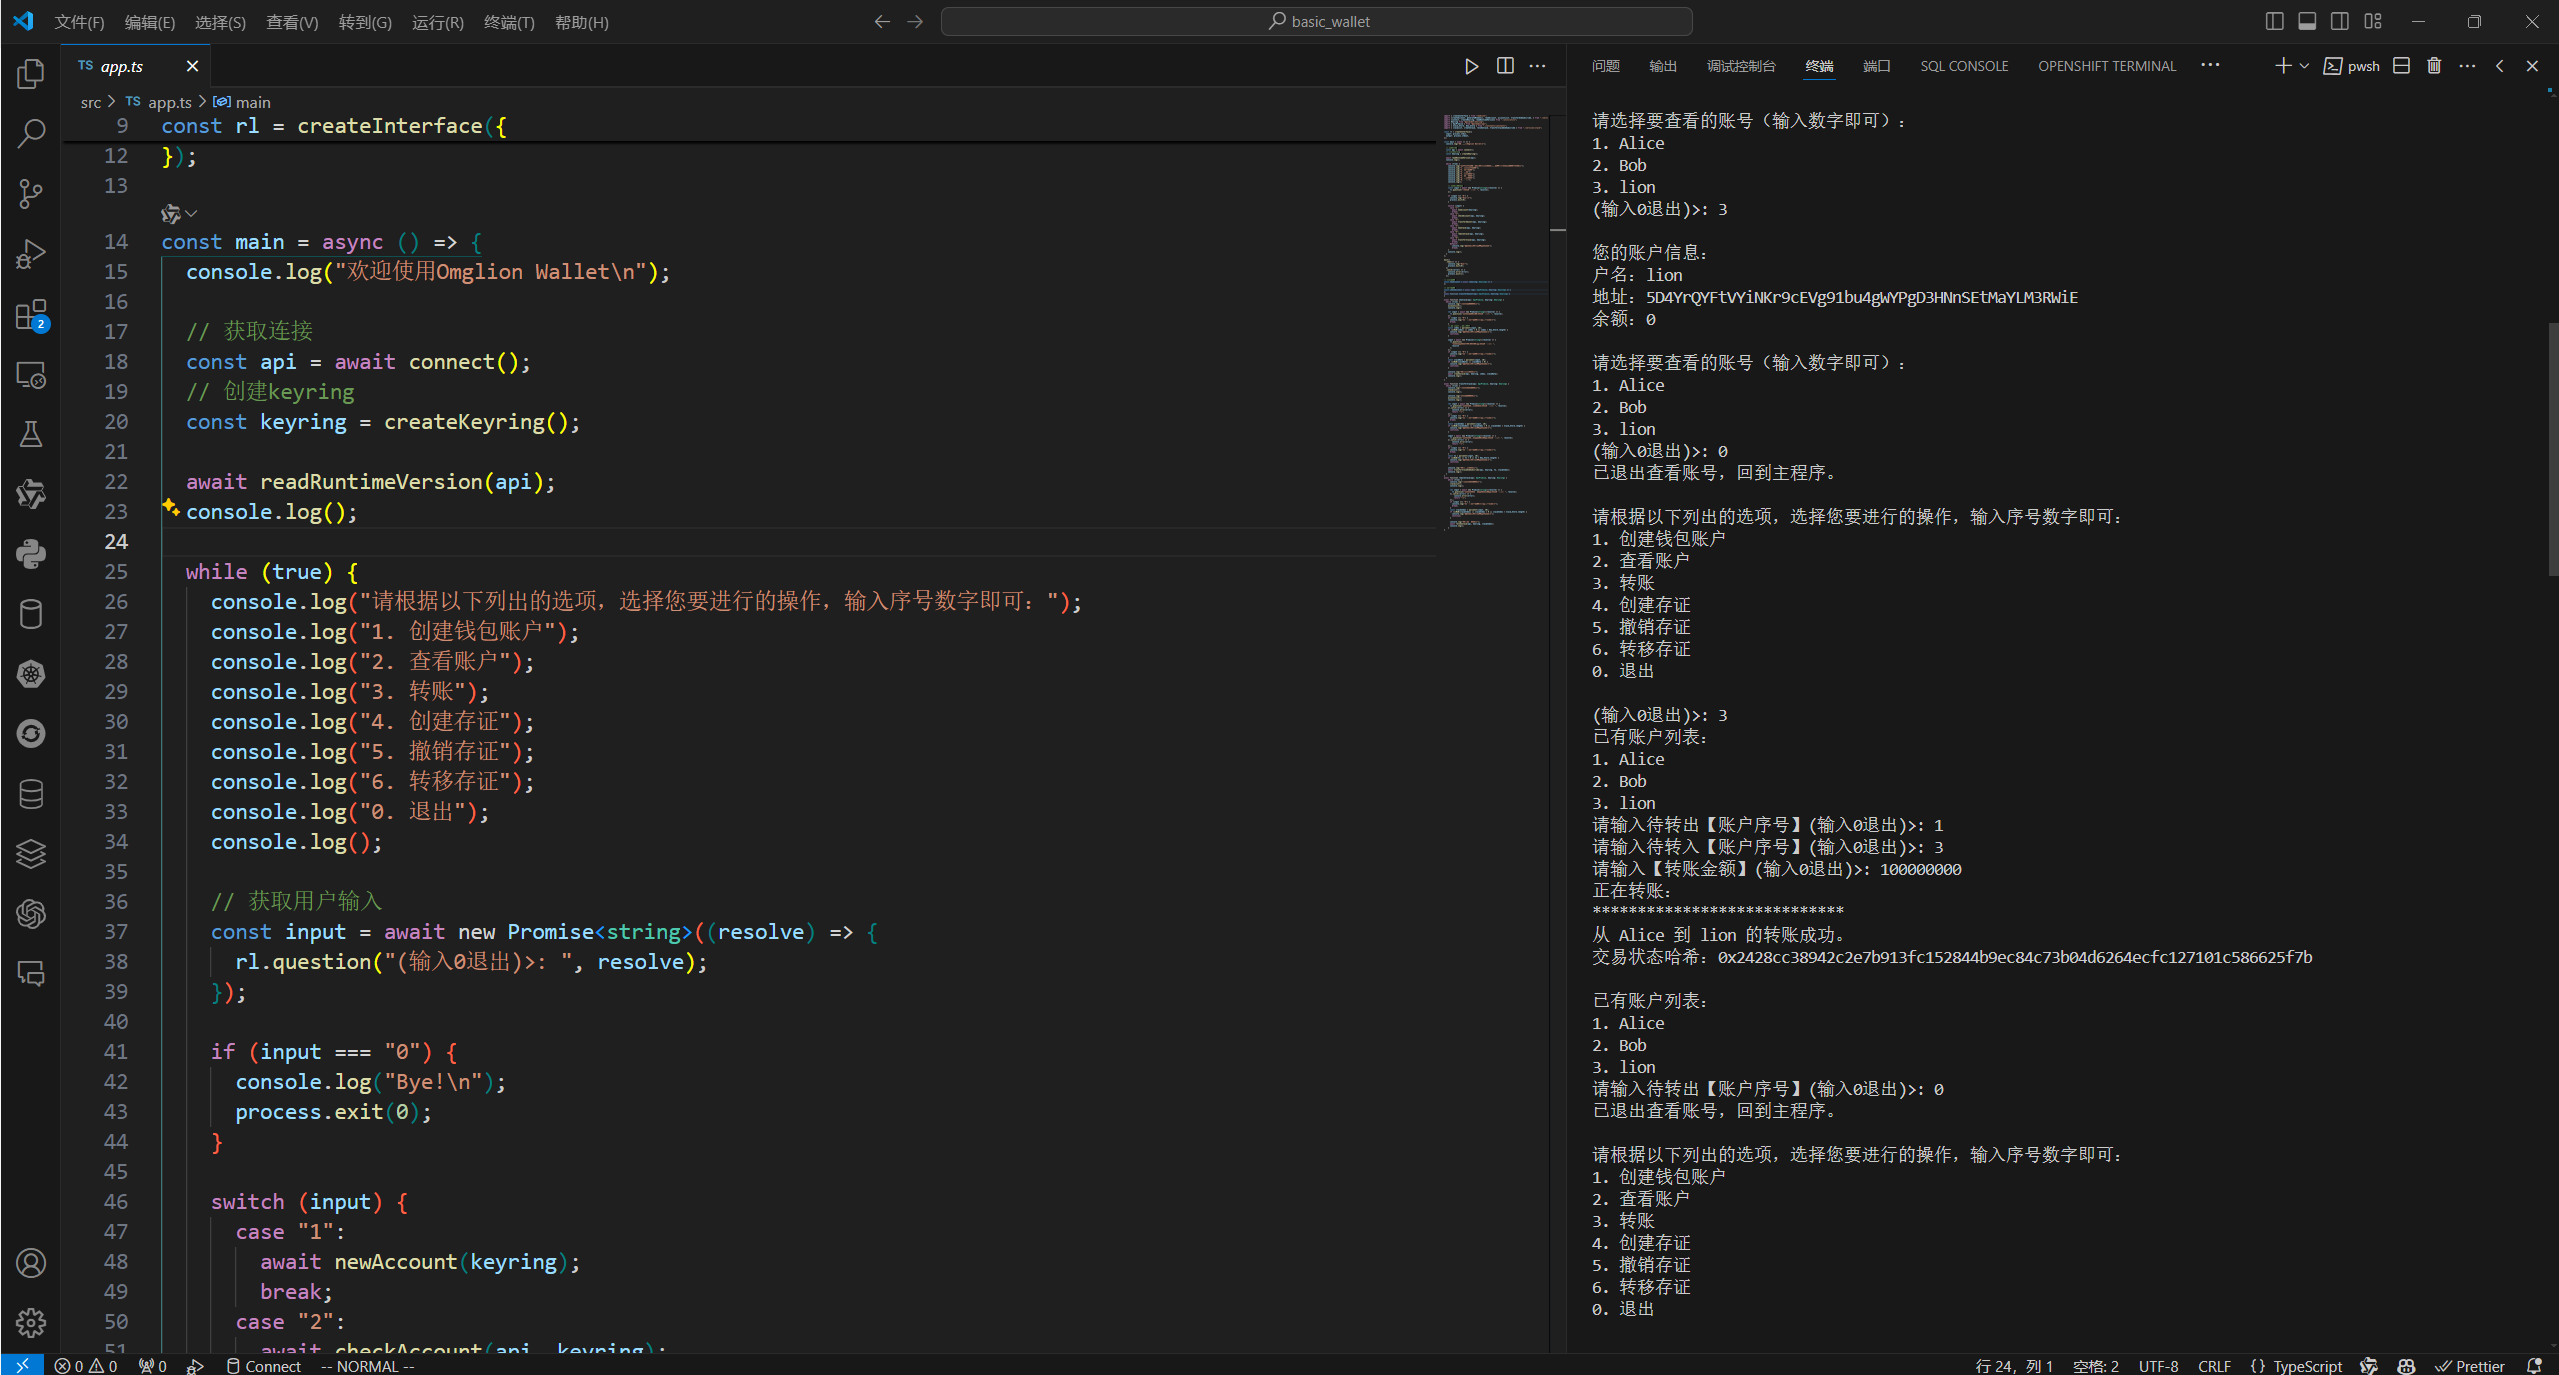 文件(F) 编辑(E) 选择(S) 查看(V) 转到(G) 运行(R) 终端(T) 帮助(H)
basic_wallet
TS app.ts
src > TS app.ts > main
9 const rl = createInterface({
12 });
13
14 const main = async () => {
15 console.log("欢迎使用Omglion Wallet\n");
16
17 // 获取连接
18 const api = await connect();
19 // 创建keyring
20 const keyring = createKeyring();
21
22 await readRuntimeVersion(api);
23 console.log();
24
25 while (true) {
26 console.log("请根据以下列出的选项，选择您要进行的操作，输入序号数字即可：");
27 console.log("1. 创建钱包账户");
28 console.log("2. 查看账户");
29 console.log("3. 转账");
30 console.log("4. 创建存证");
31 console.log("5. 撤销存证");
32 console.log("6. 转移存证");
33 console.log("0. 退出");
34 console.log();
35
36 // 获取用户输入
37 const input = await new Promise<string>((resolve) => {
38 rl.question("(输入0退出)>: ", resolve);
39 });
40
41 if (input === "0") {
42 console.log("Bye!\n");
43 process.exit(0);
44 }
45
46 switch (input) {
47 case "1":
48 await newAccount(keyring);
49 break;
50 case "2":
51 await checkAccount(api, keyring);
问题 输出 调试控制台 终端 端口 SQL CONSOLE OPENSHIFT TERMINAL
pwsh
请选择要查看的账号（输入数字即可）：
1. Alice
2. Bob
3. lion
(输入0退出)>: 3
您的账户信息：
户名：lion
地址：5D4YrQYFtVYiNKr9cEVg91bu4gWYPgD3HNnSEtMaYLM3RWiE
余额：0
请选择要查看的账号（输入数字即可）：
1. Alice
2. Bob
3. lion
(输入0退出)>: 0
已退出查看账号，回到主程序。
请根据以下列出的选项，选择您要进行的操作，输入序号数字即可：
1. 创建钱包账户
2. 查看账户
3. 转账
4. 创建存证
5. 撤销存证
6. 转移存证
0. 退出
(输入0退出)>: 3
已有账户列表：
1. Alice
2. Bob
3. lion
请输入待转出【账户序号】(输入0退出)>: 1
请输入待转入【账户序号】(输入0退出)>: 3
请输入【转账金额】(输入0退出)>: 100000000
正在转账：
****************************
从 Alice 到 lion 的转账成功。
交易状态哈希：0x2428cc38942c2e7b913fc152844b9ec84c73b04d6264ecfc127101c586625f7b
已有账户列表：
1. Alice
2. Bob
3. lion
请输入待转出【账户序号】(输入0退出)>: 0
已退出查看账号，回到主程序。
请根据以下列出的选项，选择您要进行的操作，输入序号数字即可：
1. 创建钱包账户
2. 查看账户
3. 转账
4. 创建存证
5. 撤销存证
6. 转移存证
0. 退出
2
0 0 0 Connect -- NORMAL --
行 24，列 1 空格: 2 UTF-8 CRLF {} TypeScript Prettier